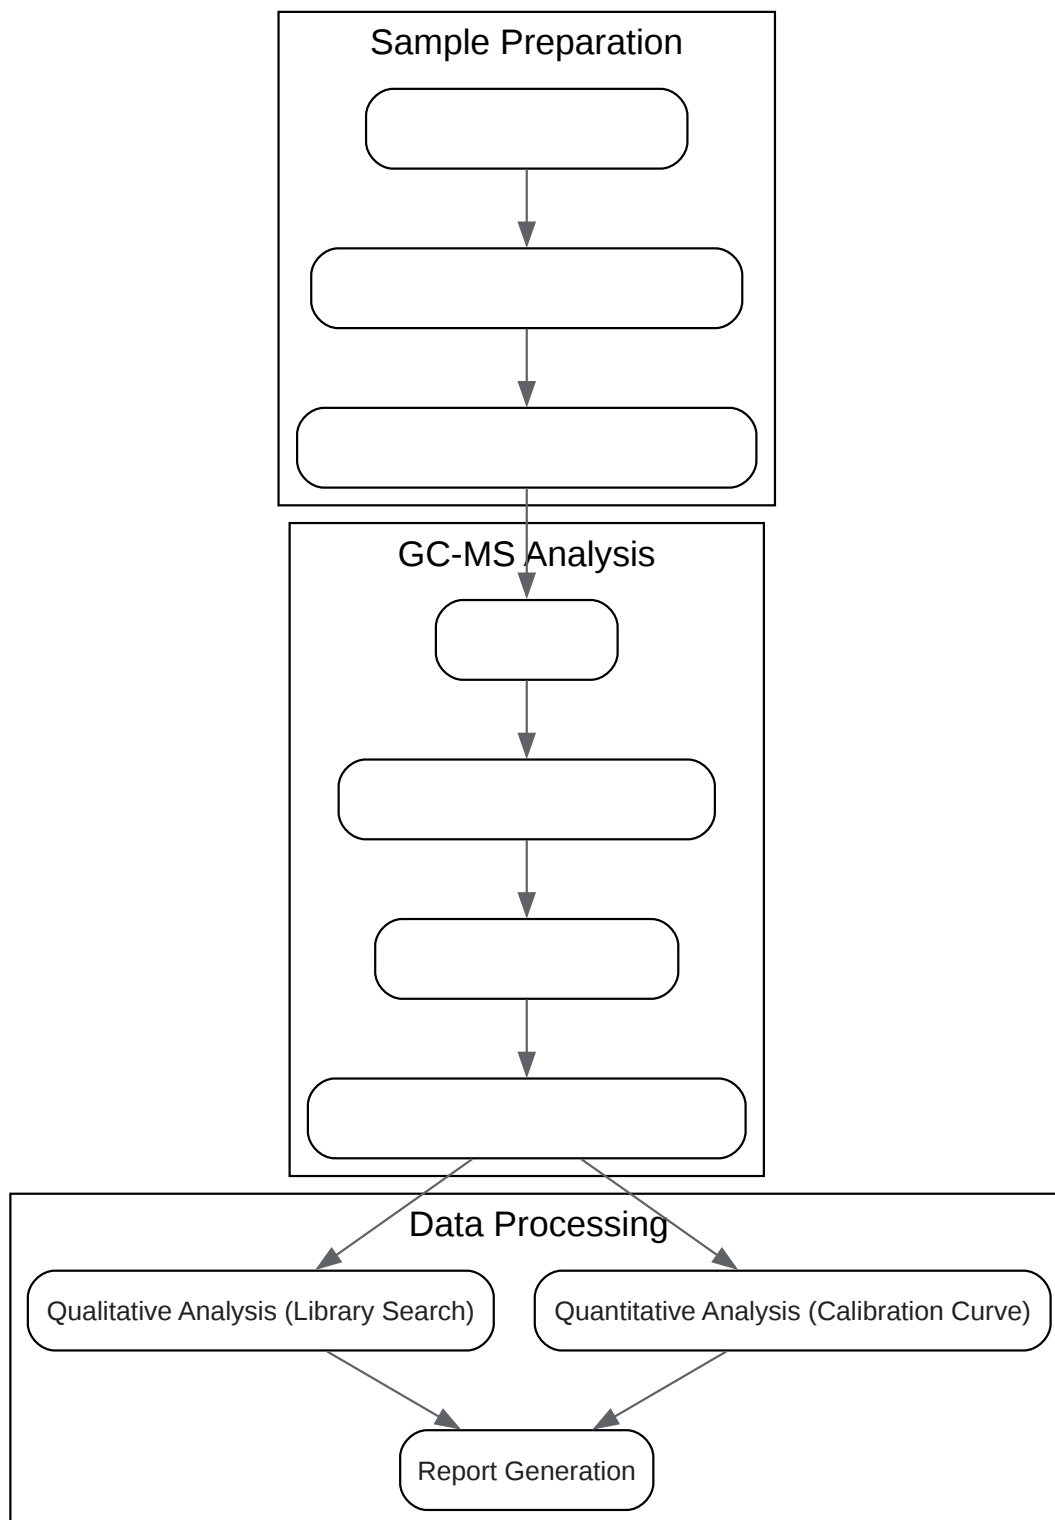 Sample Preparation
GC-MS Analysis
Data Processing
Qualitative Analysis (Library Search)
Quantitative Analysis (Calibration Curve)
Report Generation